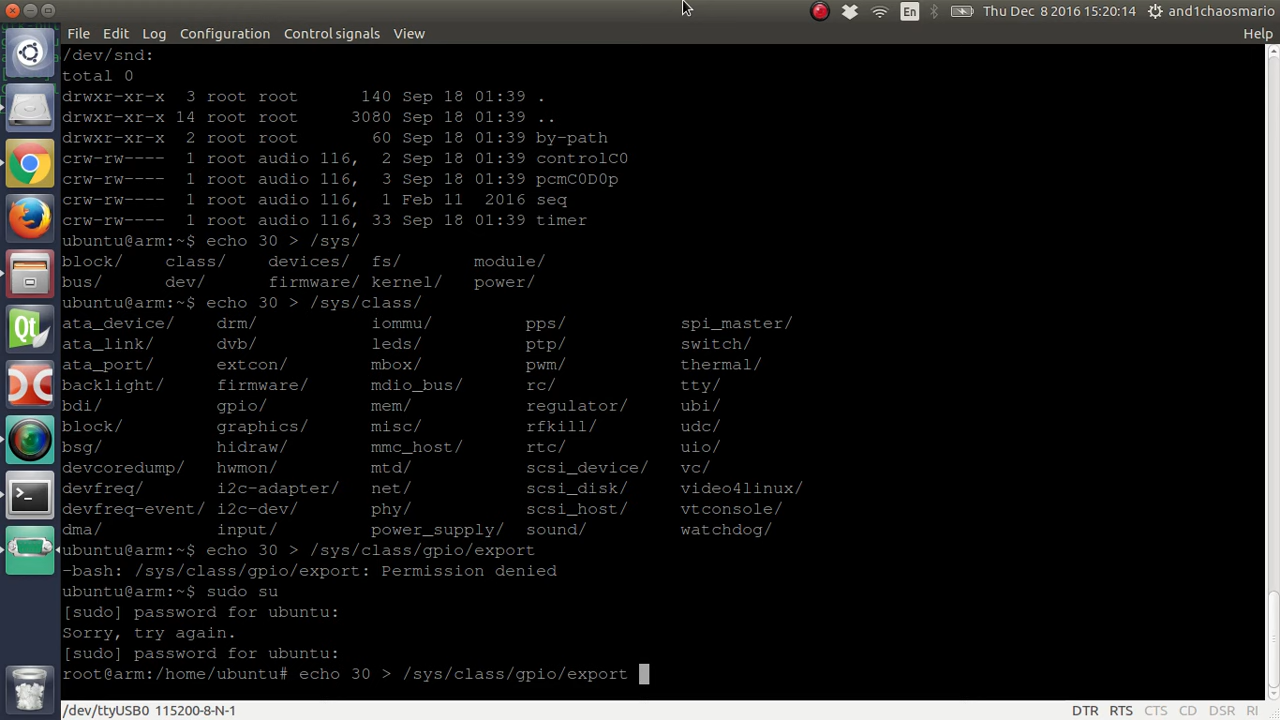 En Thu Dec 8 2016 15:20:14 and1chaosmario
File Edit Log Configuration Control signals View Help
/dev/snd:
total 0
drwxr-xr-x 3 root root 140 Sep 18 01:39 .
drwxr-xr-x 14 root root 3080 Sep 18 01:39 ..
drwxr-xr-x 2 root root 60 Sep 18 01:39 by-path
crw-rw---- 1 root audio 116, 2 Sep 18 01:39 controlC0
crw-rw---- 1 root audio 116, 3 Sep 18 01:39 pcmC0D0p
crw-rw---- 1 root audio 116, 1 Feb 11 2016 seq
crw-rw---- 1 root audio 116, 33 Sep 18 01:39 timer
ubuntu@arm:~$ echo 30 > /sys/
block/ class/ devices/ fs/ module/
bus/ dev/ firmware/ kernel/ power/
ubuntu@arm:~$ echo 30 > /sys/class/
ata_device/ drm/ iommu/ pps/ spi_master/
ata_link/ dvb/ leds/ ptp/ switch/
ata_port/ extcon/ mbox/ pwm/ thermal/
backlight/ firmware/ mdio_bus/ rc/ tty/
bdi/ gpio/ mem/ regulator/ ubi/
block/ graphics/ misc/ rfkill/ udc/
bsg/ hidraw/ mmc_host/ rtc/ uio/
devcoredump/ hwmon/ mtd/ scsi_device/ vc/
devfreq/ i2c-adapter/ net/ scsi_disk/ video4linux/
devfreq-event/ i2c-dev/ phy/ scsi_host/ vtconsole/
dma/ input/ power_supply/ sound/ watchdog/
ubuntu@arm:~$ echo 30 > /sys/class/gpio/export
-bash: /sys/class/gpio/export: Permission denied
ubuntu@arm:~$ sudo su
[sudo] password for ubuntu:
Sorry, try again.
[sudo] password for ubuntu:
root@arm:/home/ubuntu# echo 30 > /sys/class/gpio/export
/dev/ttyUSB0 115200-8-N-1 DTR RTS CTS CD DSR RI